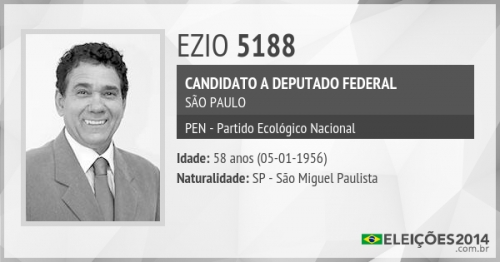 EZIO 5188
CANDIDATO A DEPUTADO FEDERAL
SÃO PAULO
PEN - Partido Ecológico Nacional
Idade: 58 anos (05-01-1956)
Naturalidade: SP - São Miguel Paulista
ELEIÇÕES2014
.com.br